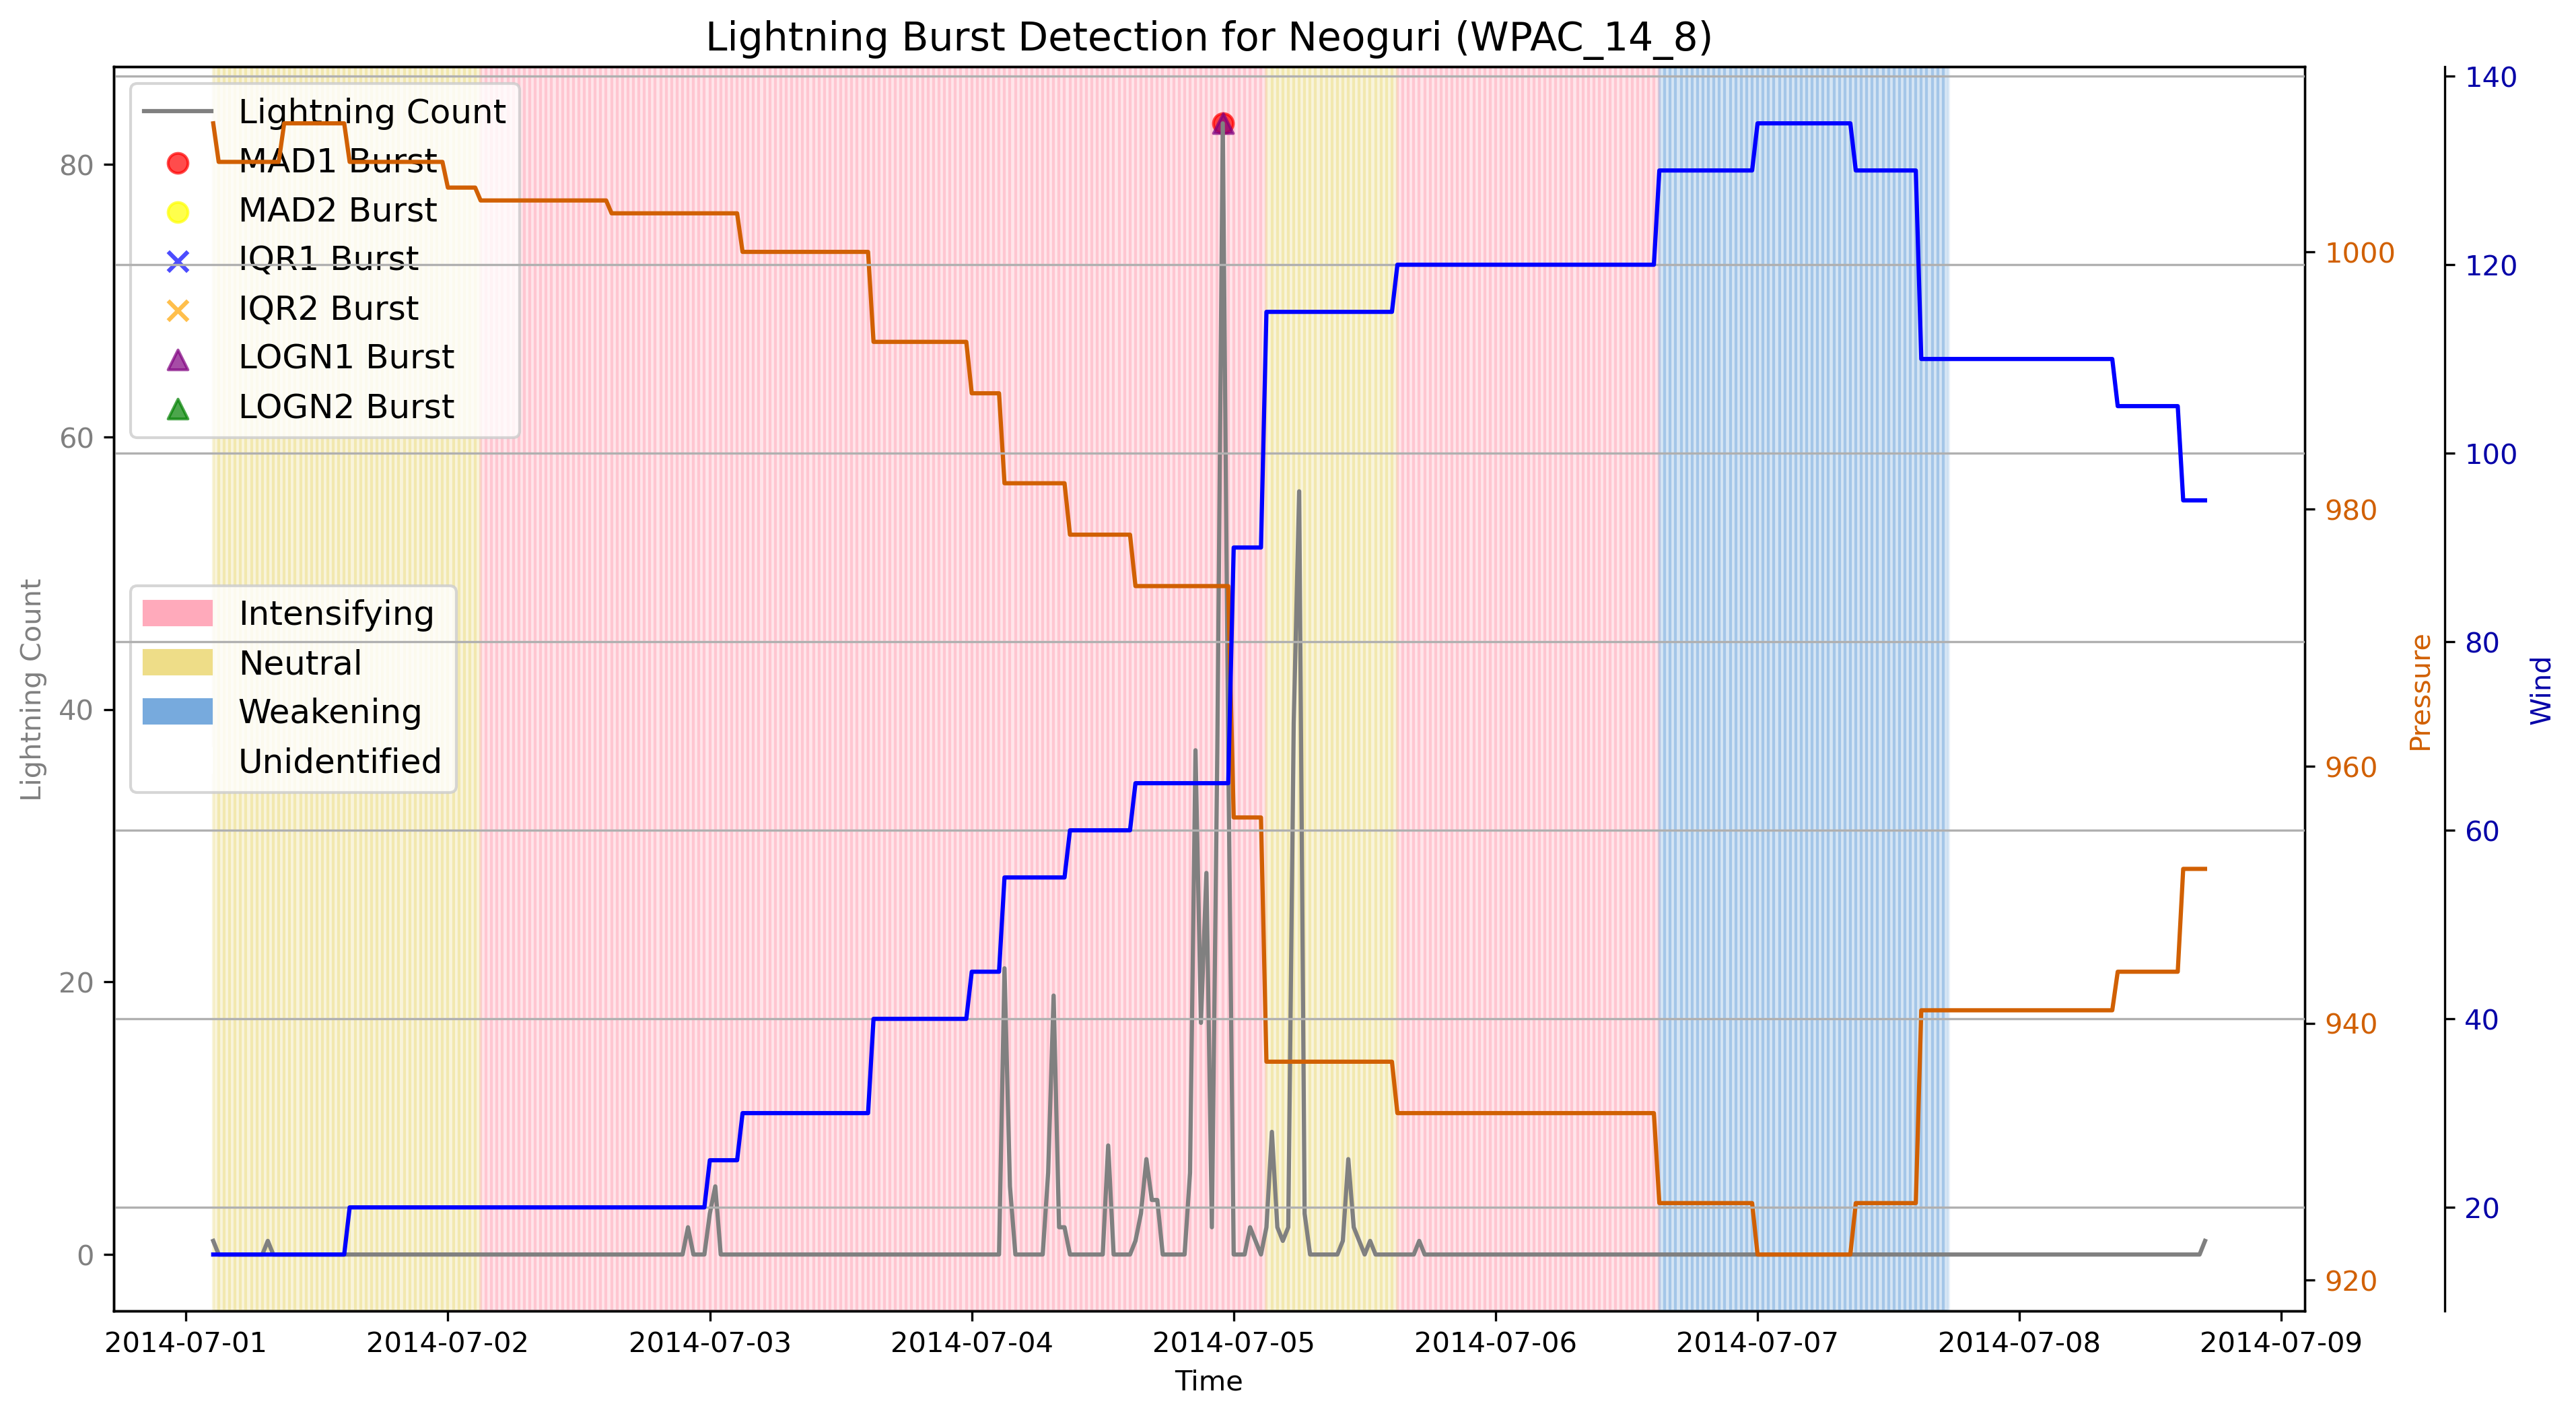 Lightning Burst Detection for Neoguri (WPAC_14_8)
Lightning Count
MAD1 Burst
MAD2 Burst
IQR1 Burst
IQR2 Burst
LOGN1 Burst
LOGN2 Burst
Intensifying
Neutral
Weakening
Unidentified
Lightning Count
80
60
40
20
0
1000
980
960
940
920
Pressure
140
120
100
80
60
40
20
Wind
2014-07-01
2014-07-02
2014-07-03
2014-07-04
2014-07-05
2014-07-06
2014-07-07
2014-07-08
2014-07-09
Time